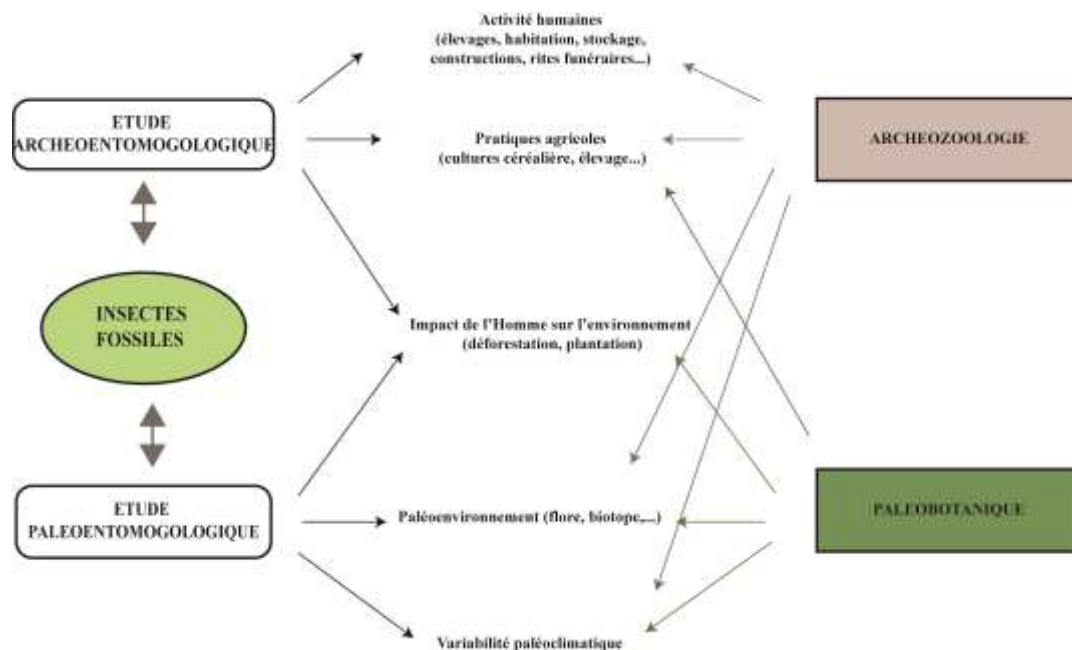 Activité humaines
(élevages, habitation, stockage,
constructions, rites funéraires...)
ETUDE
ARCHEOENTOMOGOLOGIQUE
Pratiques agricoles
(cultures céréalière, élevage...)
ARCHEOZOOLOGIE
INSECTES
FOSSILES
Impact de l'Homme sur l'environnement
(déforestation, plantation)
ETUDE
PALEOENTOMOGOLOGIQUE
Paléoenvironnement (flore, biotope,...)
PALEOBOTANIQUE
Variabilité paléoclimatique